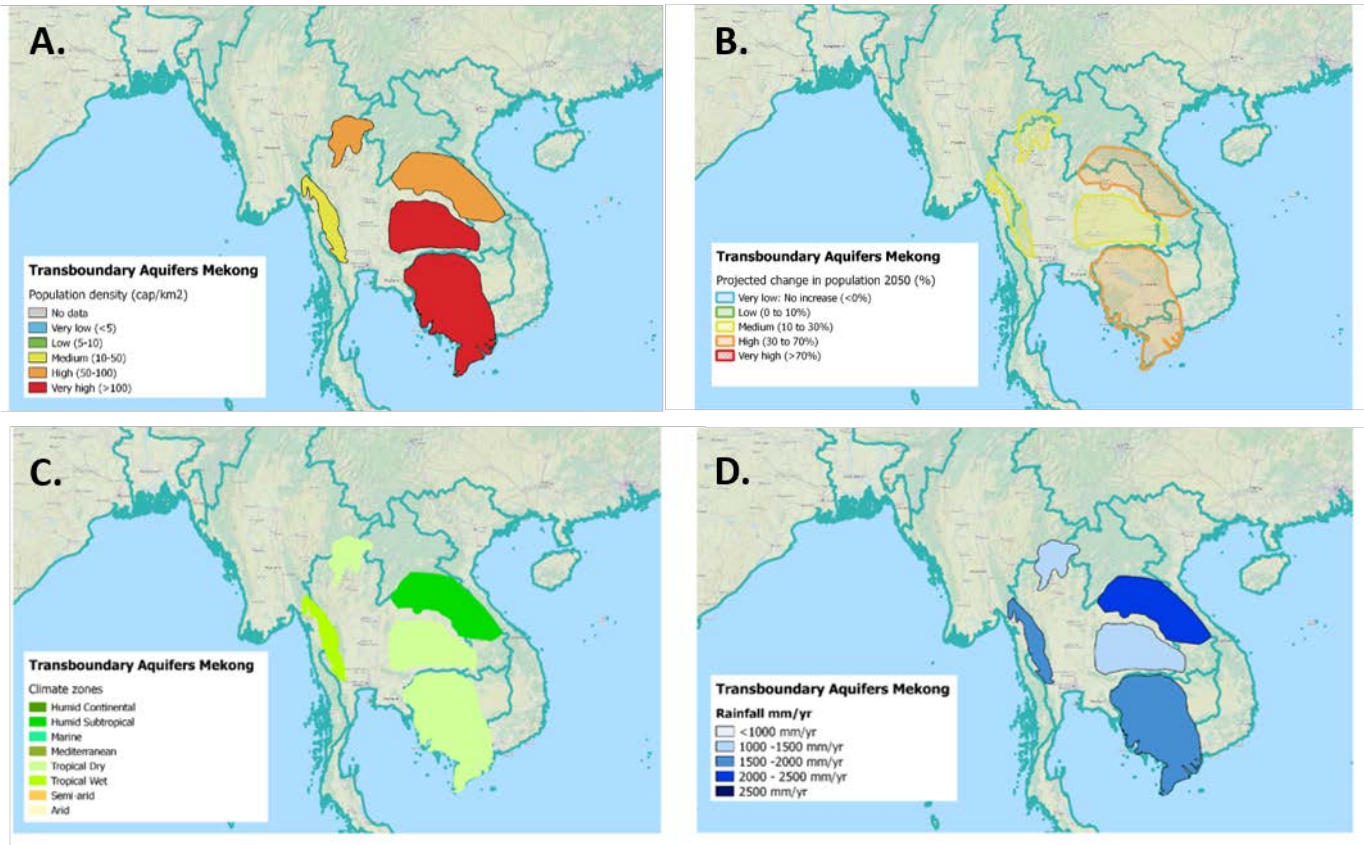 A.
Transboundary Aquifers Mekong
Population density (cap/km2)
No data
Very low (<5)
Low (5-10)
Medium (10-50)
High (50-100)
Very high (>100)
B.
Transboundary Aquifers Mekong
Projected change in population 2050 (%)
Very low: No increase (<0%)
Low (0 to 10%)
Medium (10 to 30%)
High (30 to 70%)
Very high (>70%)
C.
Transboundary Aquifers Mekong
Climate zones
Humid Continental
Humid Subtropical
Marine
Mediterranean
Tropical Dry
Tropical Wet
Semi-arid
Arid
D.
Transboundary Aquifers Mekong
Rainfall mm/yr
<1000 mm/yr
1000 -1500 mm/yr
1500-2000 mm/yr
2000 - 2500 mm/yr
2500 mm/yr